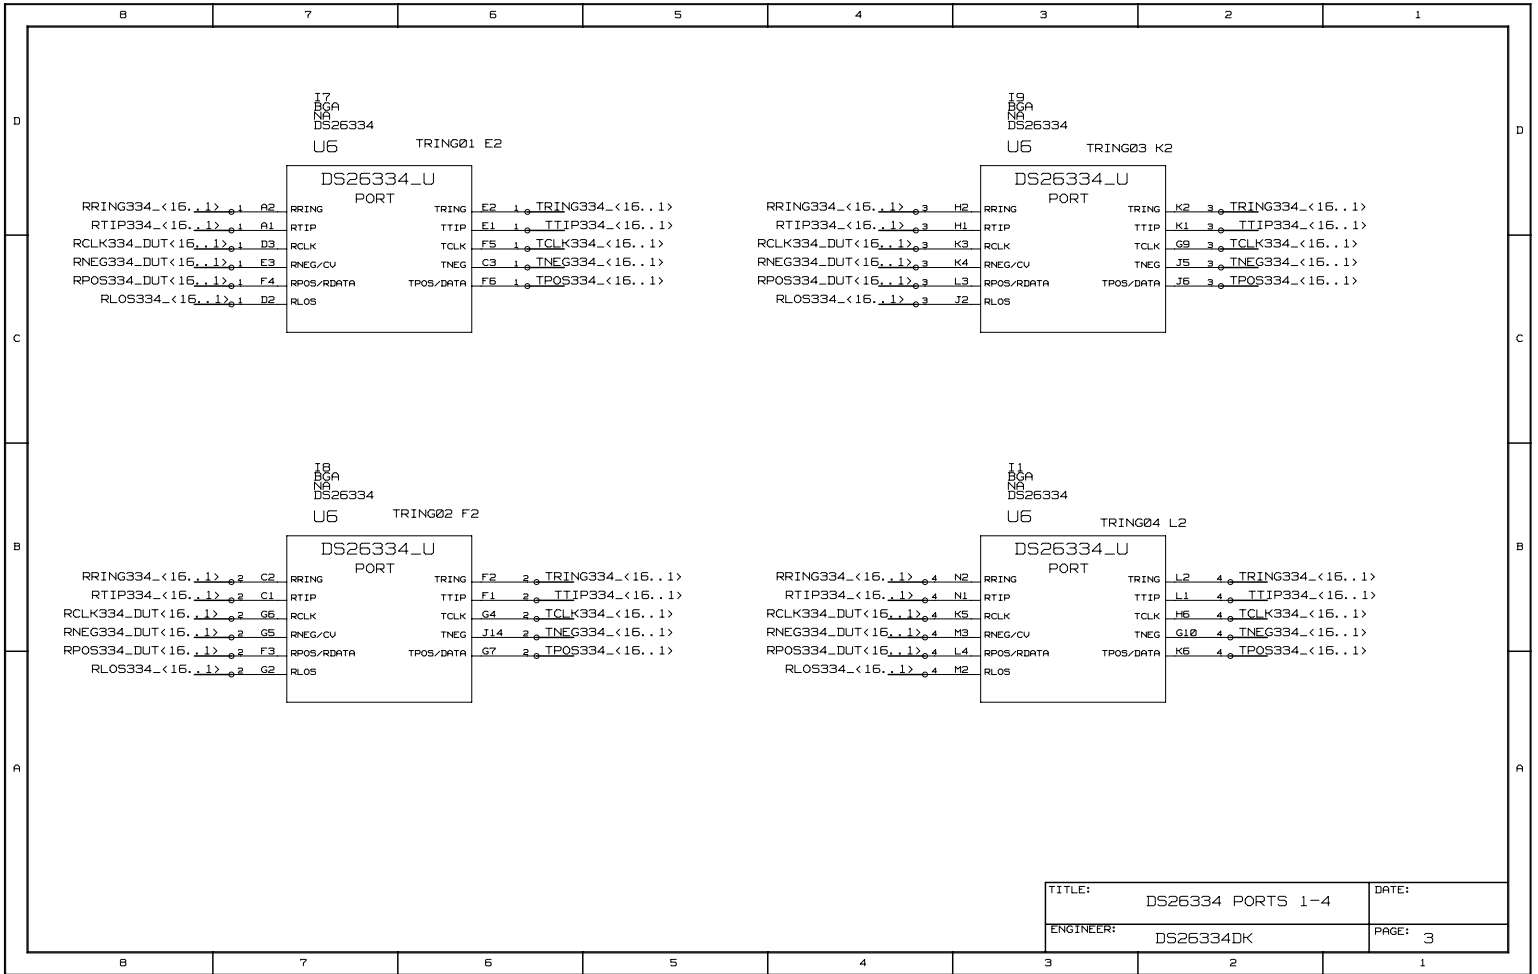 8 7 6 5 4 3 2 1
D D
C C
B B
A A
I7
BGA
NA
DS26334
U6 TRING01 E2
DS26334_U
PORT
RRING334_<16..1> 1 A2 RRING TRING E2 1 TRING334_<16..1>
RTIP334_<16..1> 1 A1 RTIP TTIP E1 1 TTIP334_<16..1>
RCLK334_DUT<16..1> 1 D3 RCLK TCLK F5 1 TCLK334_<16..1>
RNEG334_DUT<16..1> 1 E3 RNEG/CV TNEG C3 1 TNEG334_<16..1>
RPOS334_DUT<16..1> 1 F4 RPOS/RDATA TPOS/DATA F6 1 TPOS334_<16..1>
RLOS334_<16..1> 1 D2 RLOS
I9
BGA
NA
DS26334
U6 TRING03 K2
DS26334_U
PORT
RRING334_<16..1> 3 H2 RRING TRING K2 3 TRING334_<16..1>
RTIP334_<16..1> 3 H1 RTIP TTIP K1 3 TTIP334_<16..1>
RCLK334_DUT<16..1> 3 K3 RCLK TCLK G9 3 TCLK334_<16..1>
RNEG334_DUT<16..1> 3 K4 RNEG/CV TNEG J5 3 TNEG334_<16..1>
RPOS334_DUT<16..1> 3 L3 RPOS/RDATA TPOS/DATA J6 3 TPOS334_<16..1>
RLOS334_<16..1> 3 J2 RLOS
I8
BGA
NA
DS26334
U6 TRING02 F2
DS26334_U
PORT
RRING334_<16..1> 2 C2 RRING TRING F2 2 TRING334_<16..1>
RTIP334_<16..1> 2 C1 RTIP TTIP F1 2 TTIP334_<16..1>
RCLK334_DUT<16..1> 2 G6 RCLK TCLK G4 2 TCLK334_<16..1>
RNEG334_DUT<16..1> 2 G5 RNEG/CV TNEG J14 2 TNEG334_<16..1>
RPOS334_DUT<16..1> 2 F3 RPOS/RDATA TPOS/DATA G7 2 TPOS334_<16..1>
RLOS334_<16..1> 2 G2 RLOS
I1
BGA
NA
DS26334
U6 TRING04 L2
DS26334_U
PORT
RRING334_<16..1> 4 N2 RRING TRING L2 4 TRING334_<16..1>
RTIP334_<16..1> 4 N1 RTIP TTIP L1 4 TTIP334_<16..1>
RCLK334_DUT<16..1> 4 K5 RCLK TCLK H6 4 TCLK334_<16..1>
RNEG334_DUT<16..1> 4 M3 RNEG/CV TNEG G10 4 TNEG334_<16..1>
RPOS334_DUT<16..1> 4 L4 RPOS/RDATA TPOS/DATA K6 4 TPOS334_<16..1>
RLOS334_<16..1> 4 M2 RLOS
TITLE: DS26334 PORTS 1-4 DATE:
ENGINEER: DS26334DK PAGE: 3
8 7 6 5 4 3 2 1